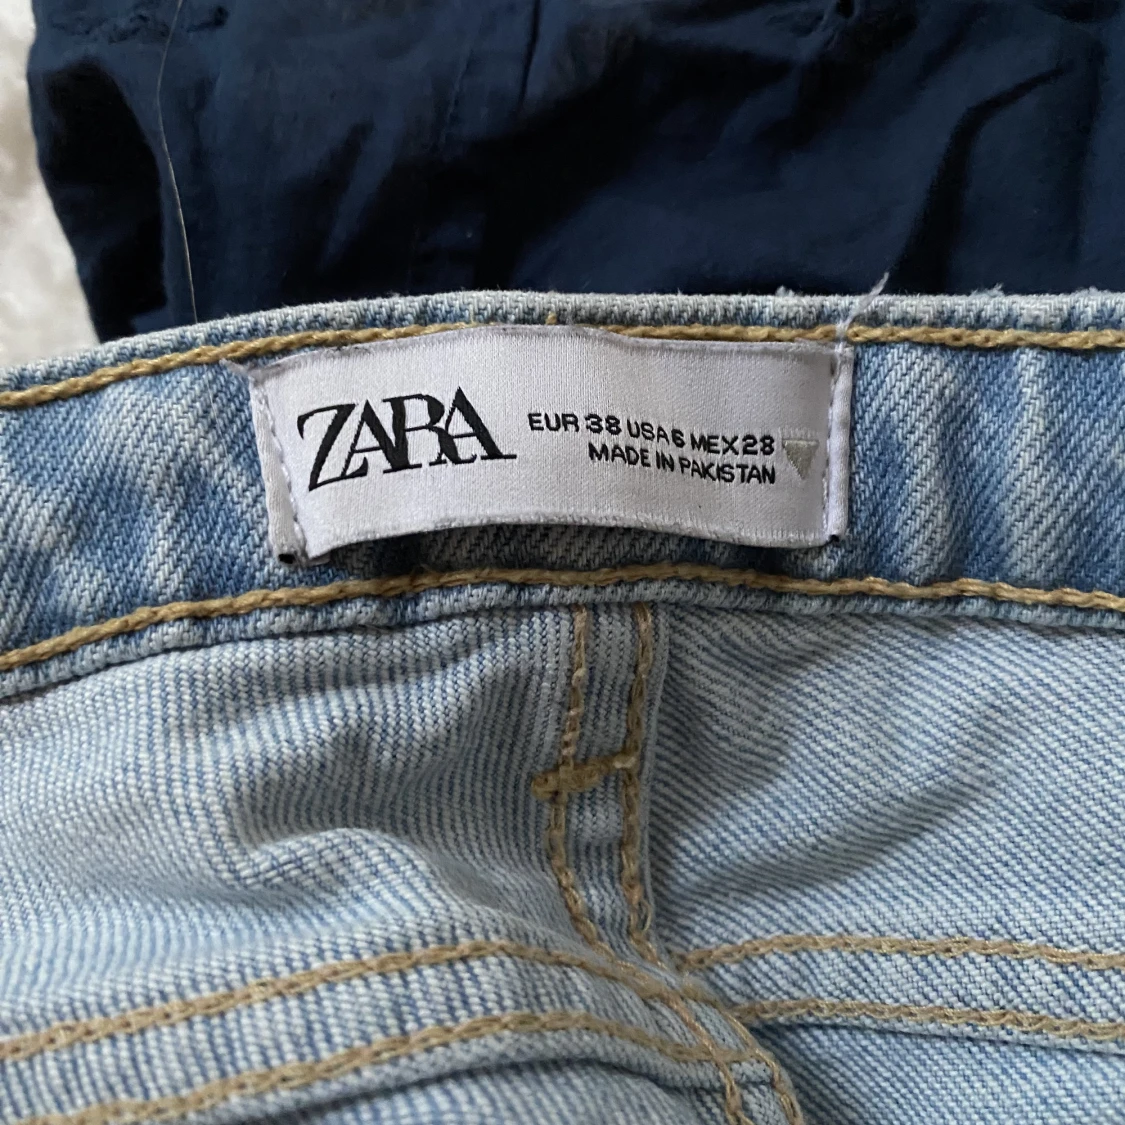 ZARA
EUR 38 USA 6 MEX 28
MADE IN PAKISTAN